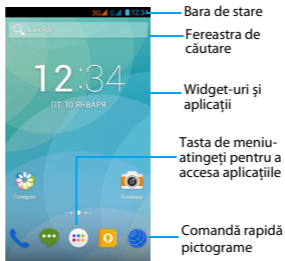 3G G 12:34
Bara de stare
Google
Fereastra de
căutare
12:34
ПТ, 10 ЯНВАРЯ
Widget-uri şi
aplicaţii
Tasta de meniu-
atingeţi pentru a
accesa aplicaţiile
Галерея
Камера
Comandă rapidă
pictograme